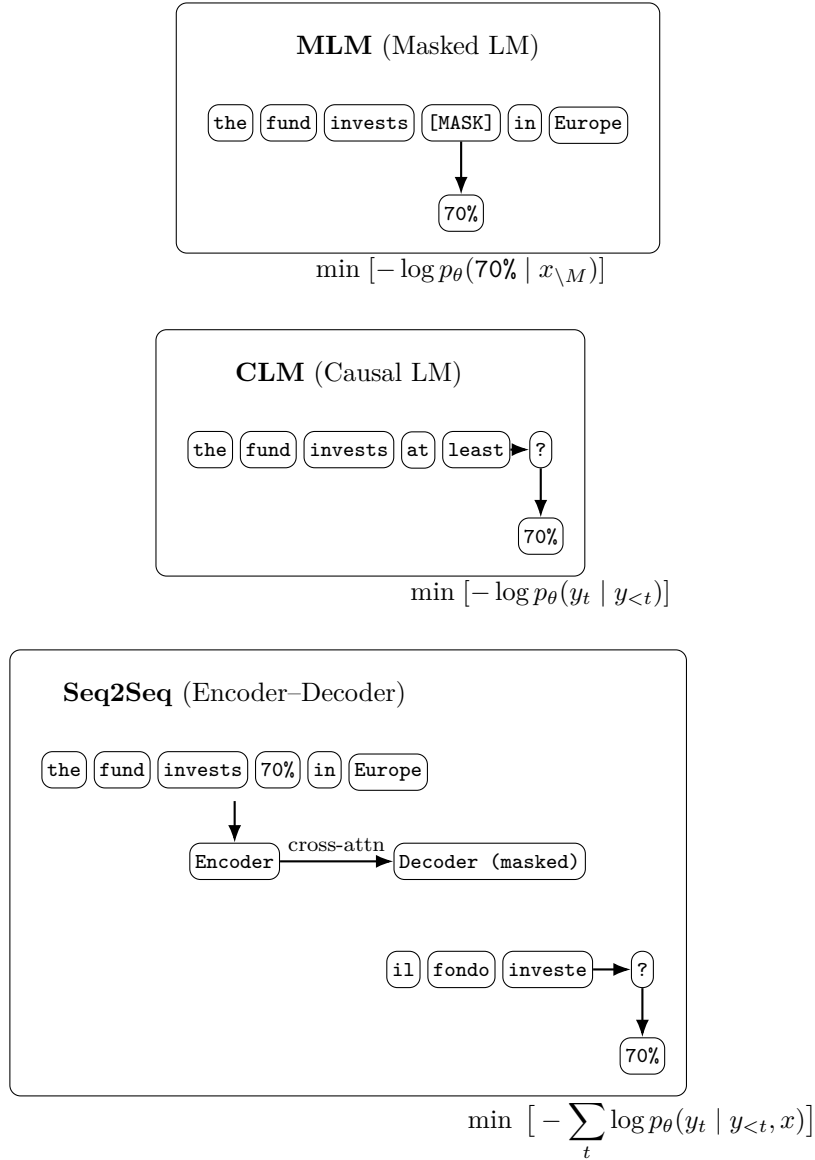 MLM (Masked LM)
the fund invests [MASK] in Europe
70%
min [− log pθ(70% | x\M)]
CLM (Causal LM)
the fund invests at least ?
70%
min [− log pθ(yt | y<t)]
Seq2Seq (Encoder–Decoder)
the fund invests 70% in Europe
cross-attn
Encoder Decoder (masked)
il fondo investe ?
70%
min [ − ∑t log pθ(yt | y<t, x)]